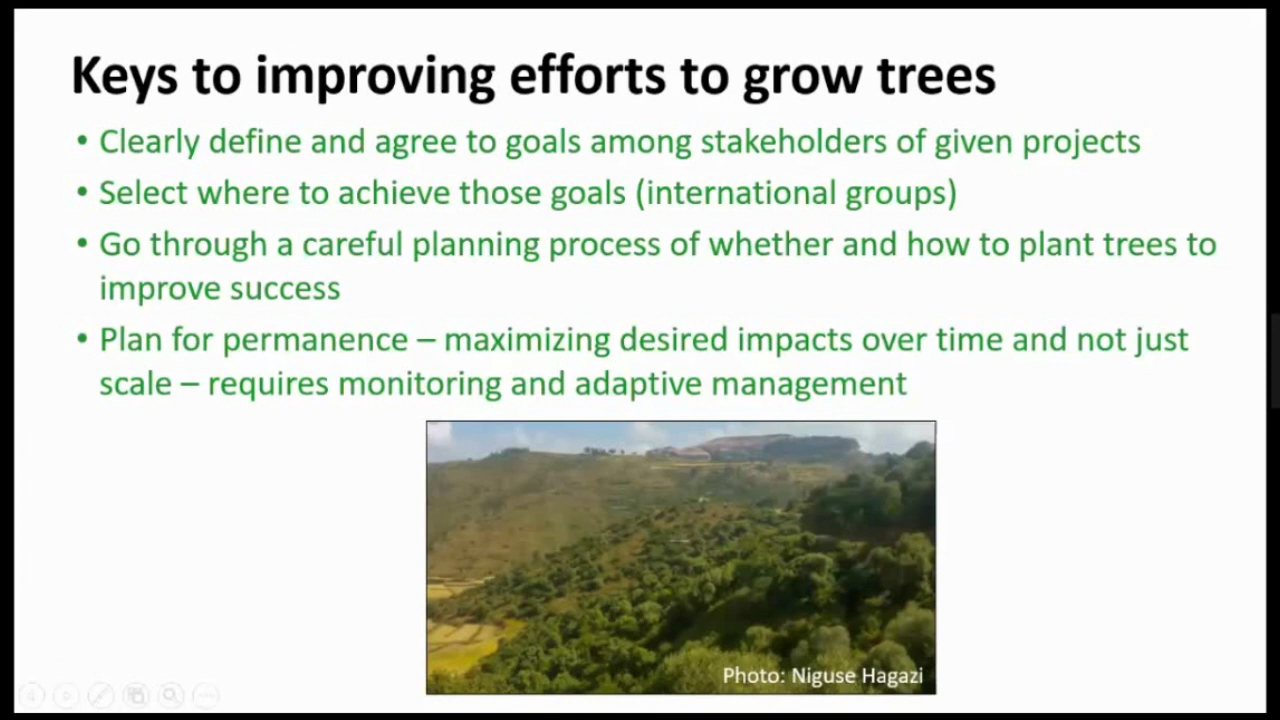 Keys to improving efforts to grow trees
• Clearly define and agree to goals among stakeholders of given projects
• Select where to achieve those goals (international groups)
• Go through a careful planning process of whether and how to plant trees to
improve success
• Plan for permanence – maximizing desired impacts over time and not just
scale – requires monitoring and adaptive management
Photo: Niguse Hagazi